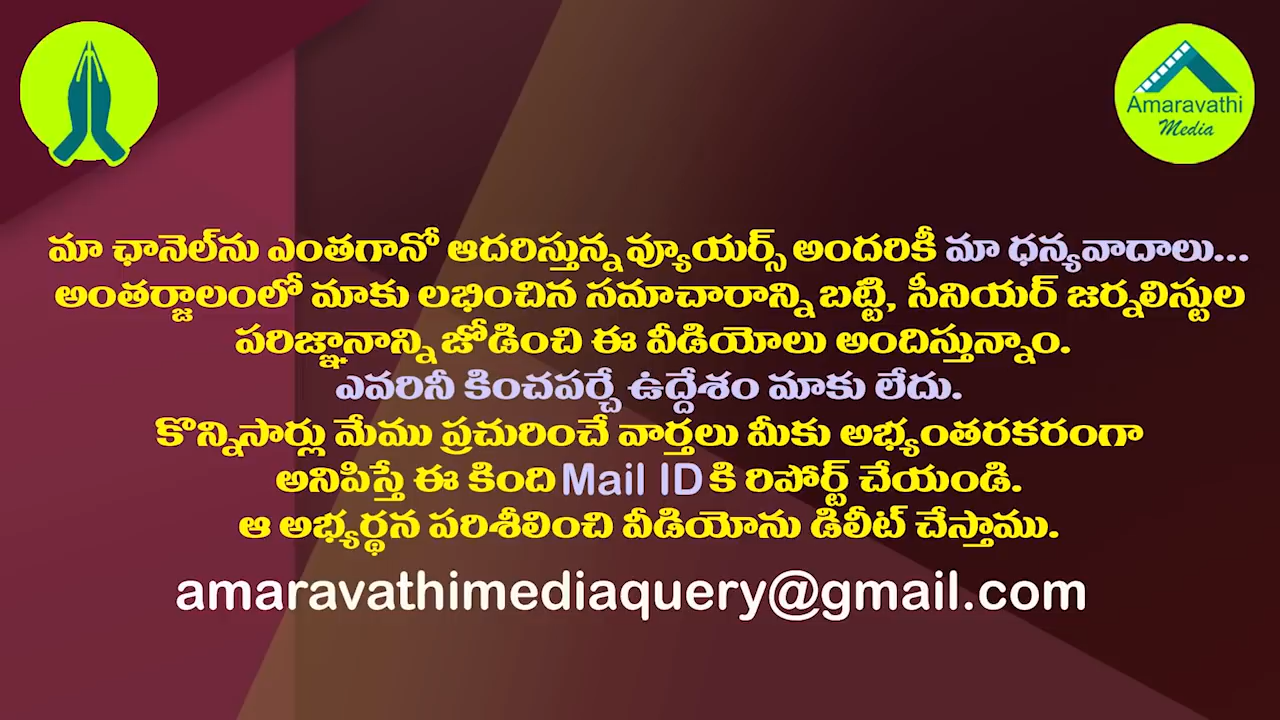 Amaravathi
Media
మా ఛానెల్‌ను ఎంతగానో ఆదరిస్తున్న వ్యూయర్స్ అందరికీ మా ధన్యవాదాలు...
అంతర్జాలంలో మాకు లభించిన సమాచారాన్ని బట్టి, సీనియర్ జర్నలిస్టుల
పరిజ్ఞానాన్ని జోడించి ఈ వీడియోలు అందిస్తున్నాం.
ఎవరినీ కించపర్చే ఉద్దేశం మాకు లేదు.
కొన్నిసార్లు మేము ప్రచురించే వార్తలు మీకు అభ్యంతరకరంగా
అనిపిస్తే ఈ కింది Mail ID కి రిపోర్ట్ చేయండి.
ఆ అభ్యర్థన పరిశీలించి వీడియోను డిలీట్ చేస్తాము.
amaravathimediaquery@gmail.com